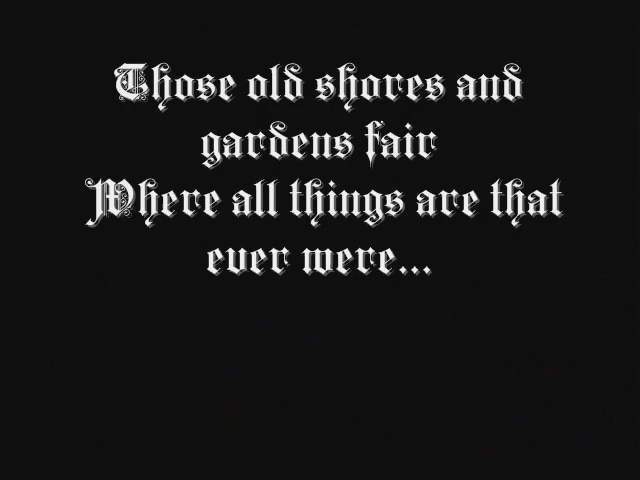 Those old shores and
gardens fair
Where all things are that
ever were...